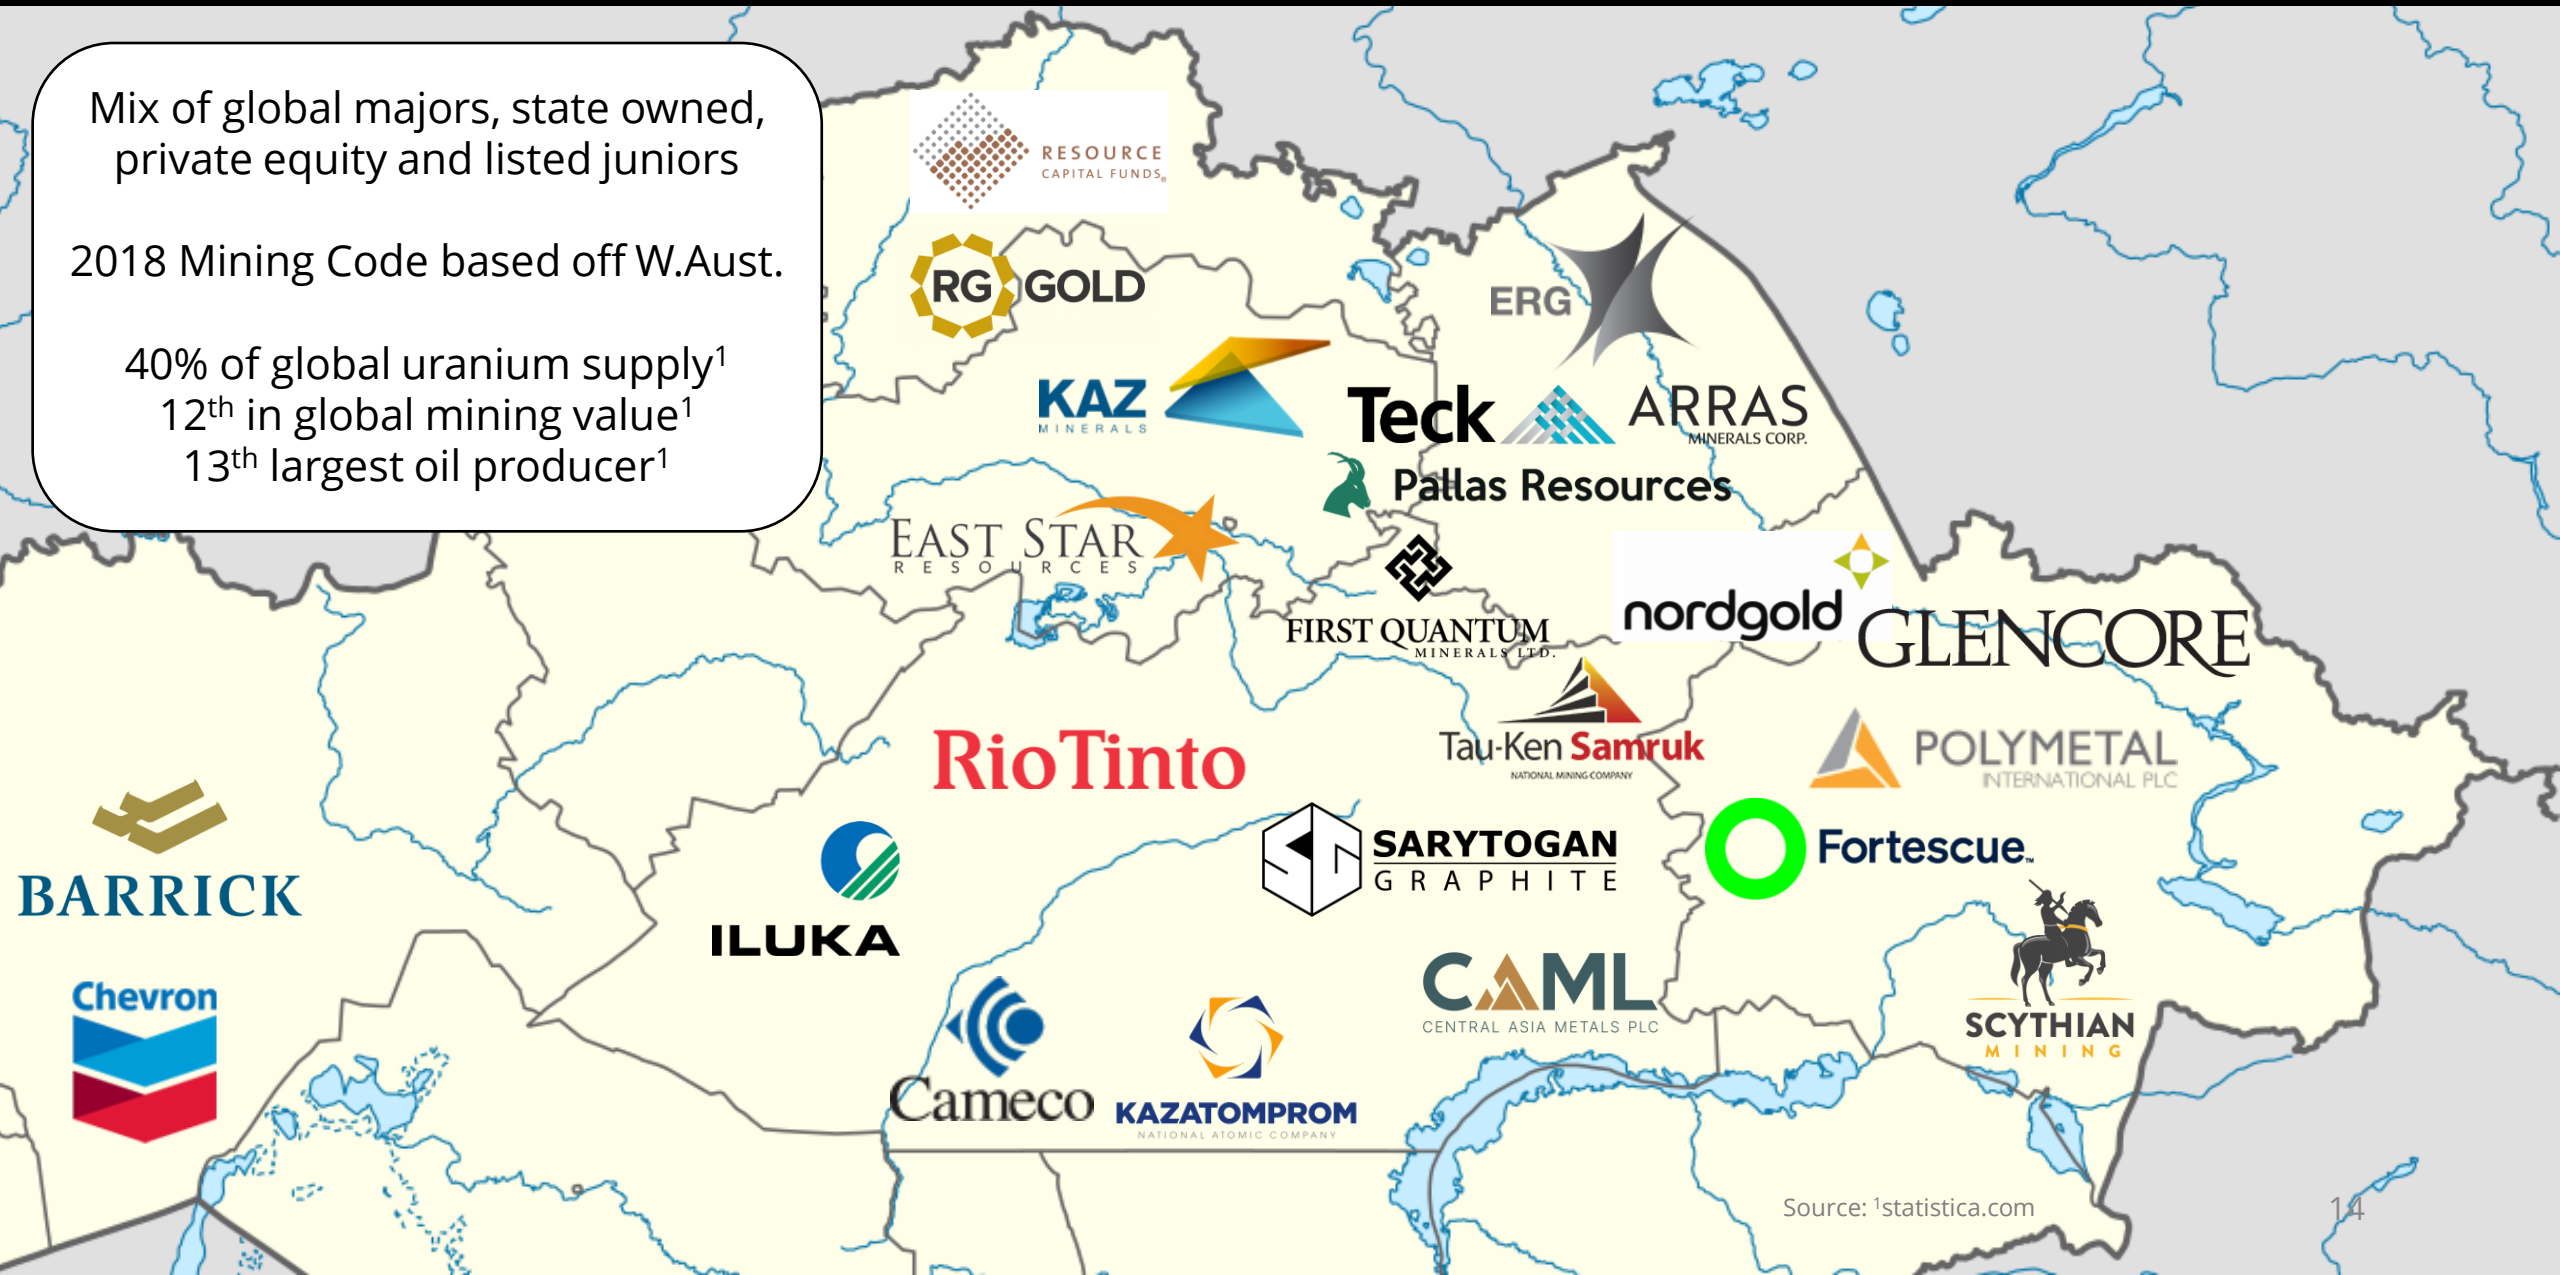 Mix of global majors, state owned,
private equity and listed juniors
2018 Mining Code based off W.Aust.
40% of global uranium supply¹
12th in global mining value¹
13th largest oil producer¹
RESOURCE
CAPITAL FUNDS®
RG GOLD
ERG
KAZ
MINERALS
Teck
ARRAS
MINERALS CORP.
Pallas Resources
EAST STAR
RESOURCES
FIRST QUANTUM
MINERALS LTD.
nordgold
GLENCORE
RioTinto
Tau-Ken Samruk
NATIONAL MINING COMPANY
POLYMETAL
INTERNATIONAL PLC
BARRICK
ILUKA
SARYTOGAN
GRAPHITE
Fortescue™
Chevron
Cameco
KAZATOMPROM
NATIONAL ATOMIC COMPANY
CAML
CENTRAL ASIA METALS PLC
SCYTHIAN
MINING
Source: ¹statistica.com
14